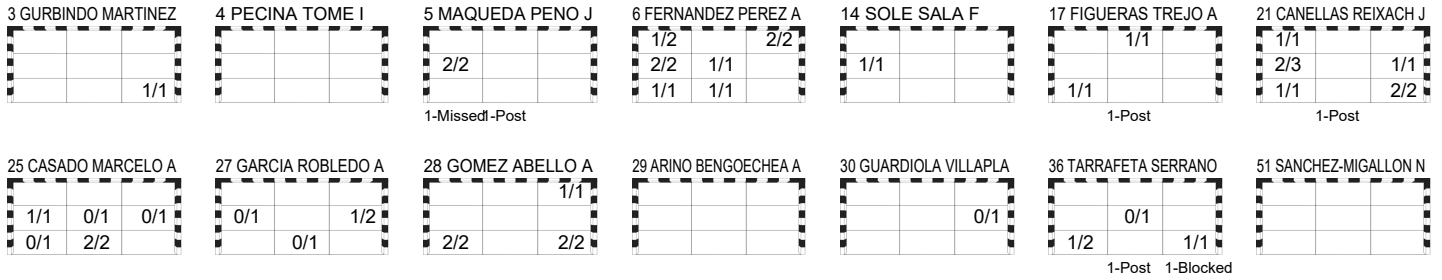 3 GURBINDO MARTINEZ 4 PECINA TOME I 5 MAQUEDA PENO J 6 FERNANDEZ PEREZ A 14 SOLE SALA F 17 FIGUERAS TREJO A 21 CANELLAS REIXACH J
1/2 2/2 1/1 1/1
2/2 2/2 1/1 1/1 2/3 1/1
1/1 1/1 1/1 1/1 1/1 2/2
1-Missed 1-Post 1-Post 1-Post
25 CASADO MARCELO A 27 GARCIA ROBLEDO A 28 GOMEZ ABELLO A 29 ARINO BENGOECHEA A 30 GUARDIOLA VILLAPLA 36 TARRAFETA SERRANO 51 SANCHEZ-MIGALLON N
1/1
1/1 0/1 0/1 0/1 1/2 0/1 0/1
0/1 2/2 0/1 2/2 2/2 1/2 1/1
1-Post 1-Blocked